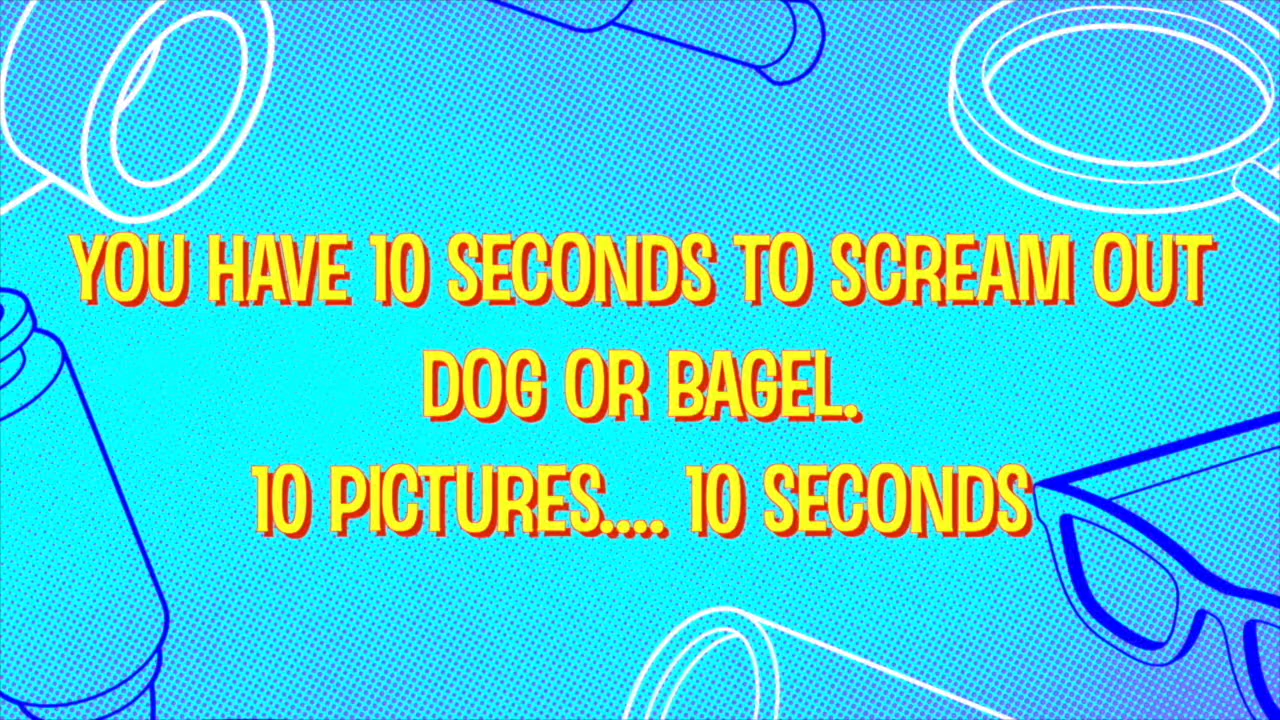 YOU HAVE 10 SECONDS TO SCREAM OUT
DOG OR BAGEL.
10 PICTURES.... 10 SECONDS